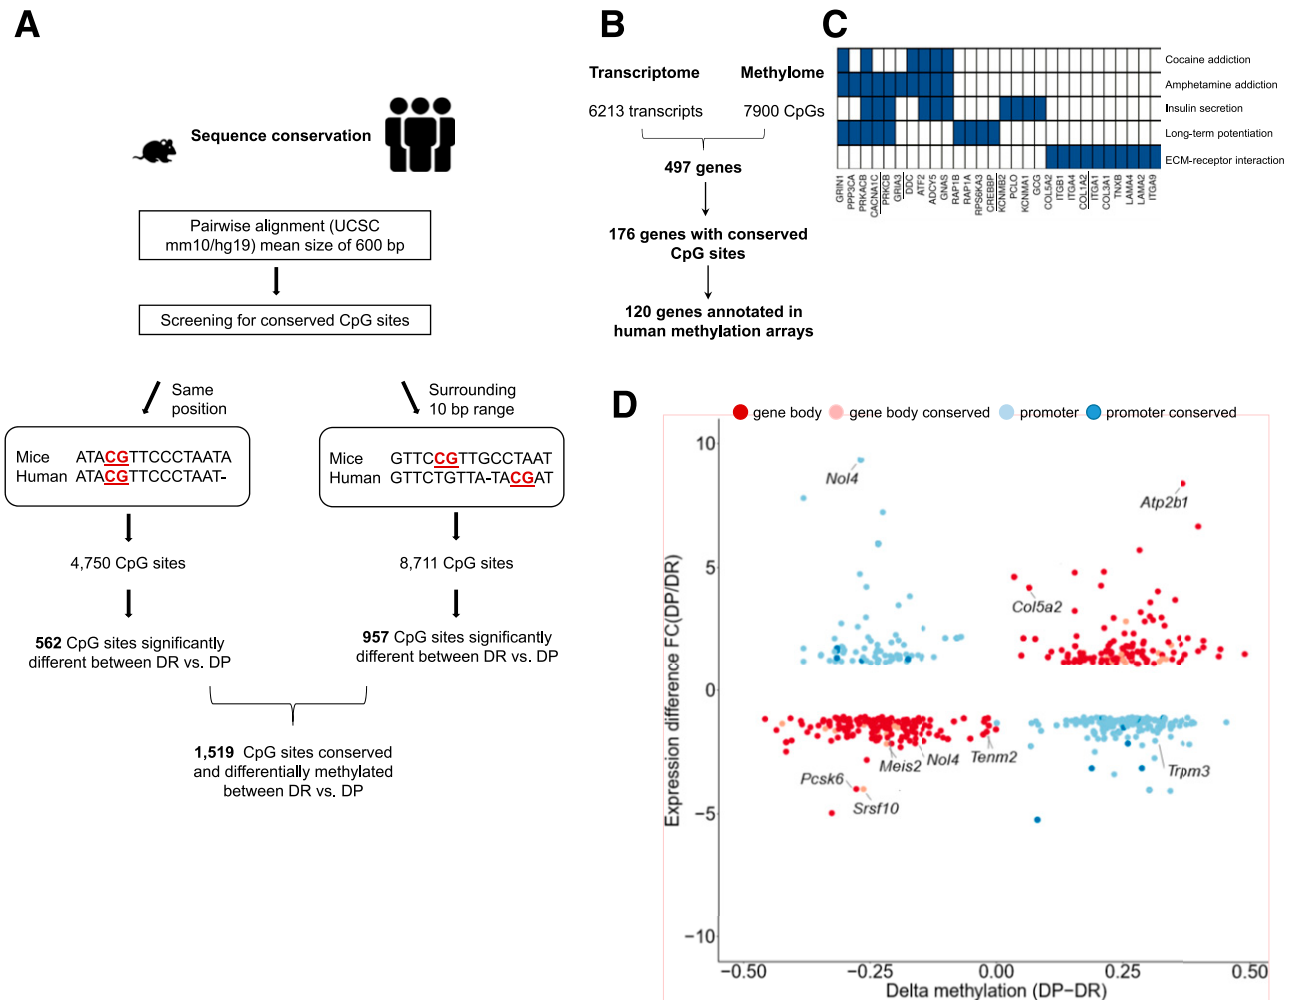 A
Sequence conservation
Pairwise alignment (UCSC
mm10/hg19) mean size of 600 bp
Screening for conserved CpG sites
Same
position
Surrounding
10 bp range
Mice ATACGTTCCCTAATA
Human ATACGTTCCCTAAT-
Mice GTTCCGTTGCCTAAT
Human GTTCTGTTA-TACGAT
4,750 CpG sites
8,711 CpG sites
562 CpG sites significantly
different between DR vs. DP
957 CpG sites significantly
different between DR vs. DP
1,519 CpG sites conserved
and differentially methylated
between DR vs. DP
B
Transcriptome Methylome
6213 transcripts 7900 CpGs
497 genes
176 genes with conserved
CpG sites
120 genes annotated in
human methylation arrays
C
Cocaine addiction
Amphetamine addiction
Insulin secretion
Long-term potentiation
ECM-receptor interaction
GRIN1
PPP3CA
PRKACB
CACNA1C
PRKCB
GRIA3
DDC
ATF2
ADCY5
GNAS
RAP1B
RAP1A
RPS6KA3
CREBBP
KCNMB2
PCLO
KCNMA1
GCG
COL5A2
ITGB1
ITGA4
COL1A2
ITGA1
COL3A1
TNXB
LAMA4
LAMA2
ITGA9
D
gene body gene body conserved promoter promoter conserved
Expression difference FC(DP/DR)
10
5
0
−5
−10
Nol4
Atp2b1
Col5a2
Meis2
Nol4
Tenm2
Pcsk6
Srsf10
Trpm3
−0.50 −0.25 0.00 0.25 0.50
Delta methylation (DP−DR)